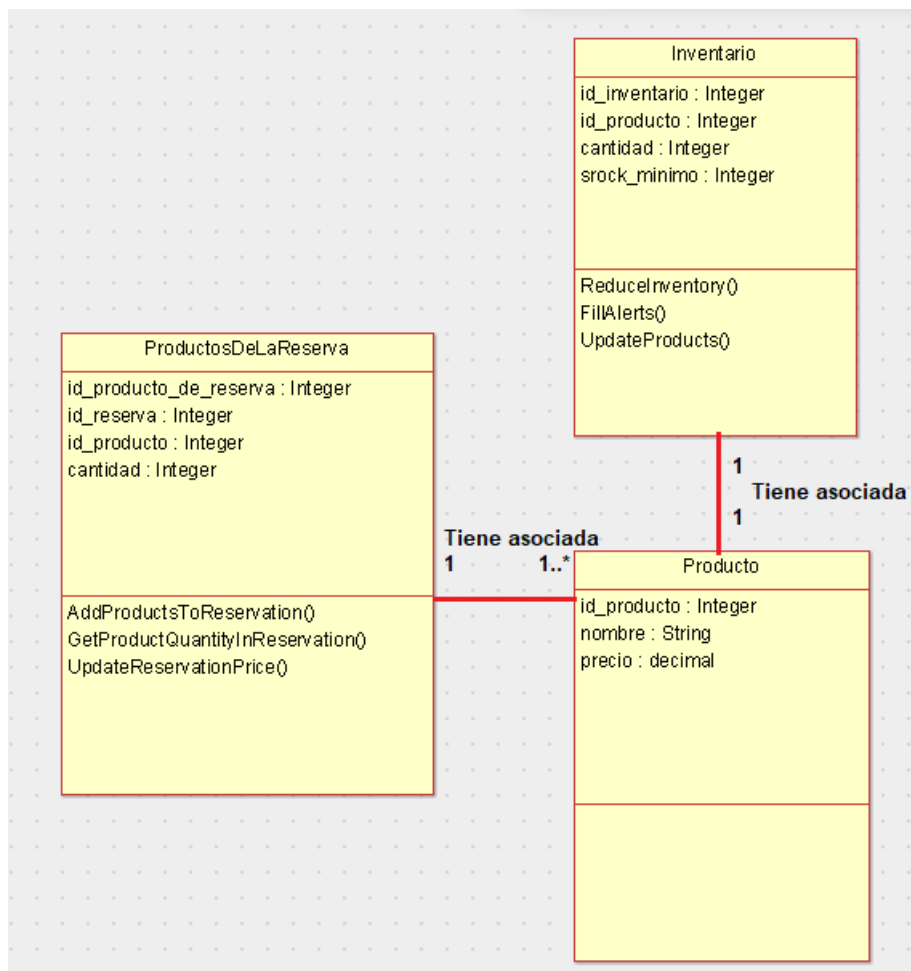 Inventario
id_inventario : Integer
id_producto : Integer
cantidad : Integer
srock_minimo : Integer
ReduceInventory()
FillAlerts()
UpdateProducts()
ProductosDeLaReserva
id_producto_de_reserva : Integer
id_reserva : Integer
id_producto : Integer
cantidad : Integer
AddProductsToReservation()
GetProductQuantityInReservation()
UpdateReservationPrice()
1
Tiene asociada
1
Tiene asociada
1 1..*
Producto
id_producto : Integer
nombre : String
precio : decimal